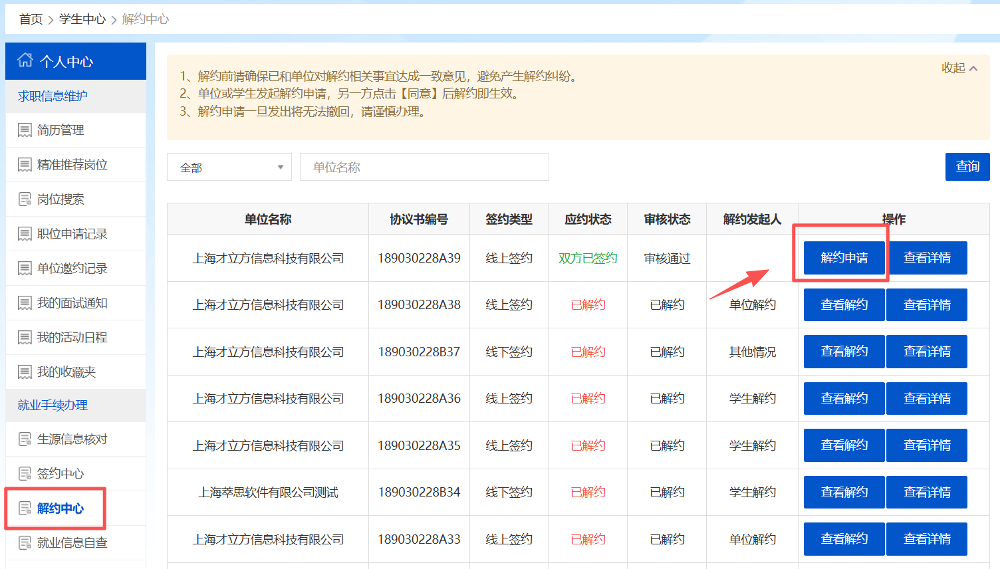 首页 > 学生中心 > 解约中心
个人中心
求职信息维护
简历管理
精准推荐岗位
岗位搜索
职位申请记录
单位邀约记录
我的面试通知
我的活动日程
我的收藏夹
就业手续办理
生源信息核对
签约中心
解约中心
就业信息自查
收起
1、解约前请确保已和单位对解约相关事宜达成一致意见，避免产生解约纠纷。
2、单位或学生发起解约申请，另一方点击【同意】后解约即生效。
3、解约申请一旦发出将无法撤回，请谨慎办理。
全部 单位名称 查询
单位名称 协议书编号 签约类型 应约状态 审核状态 解约发起人 操作
上海才立方信息科技有限公司 189030228A39 线上签约 双方已签约 审核通过 解约申请 查看详情
上海才立方信息科技有限公司 189030228A38 线上签约 已解约 已解约 单位解约 查看解约 查看详情
上海才立方信息科技有限公司 189030228B37 线下签约 已解约 已解约 其他情况 查看解约 查看详情
上海才立方信息科技有限公司 189030228A36 线上签约 已解约 已解约 学生解约 查看解约 查看详情
上海才立方信息科技有限公司 189030228A35 线上签约 已解约 已解约 学生解约 查看解约 查看详情
上海萃思软件有限公司测试 189030228B34 线下签约 已解约 已解约 学生解约 查看解约 查看详情
上海才立方信息科技有限公司 189030228A33 线上签约 已解约 已解约 单位解约 查看解约 查看详情